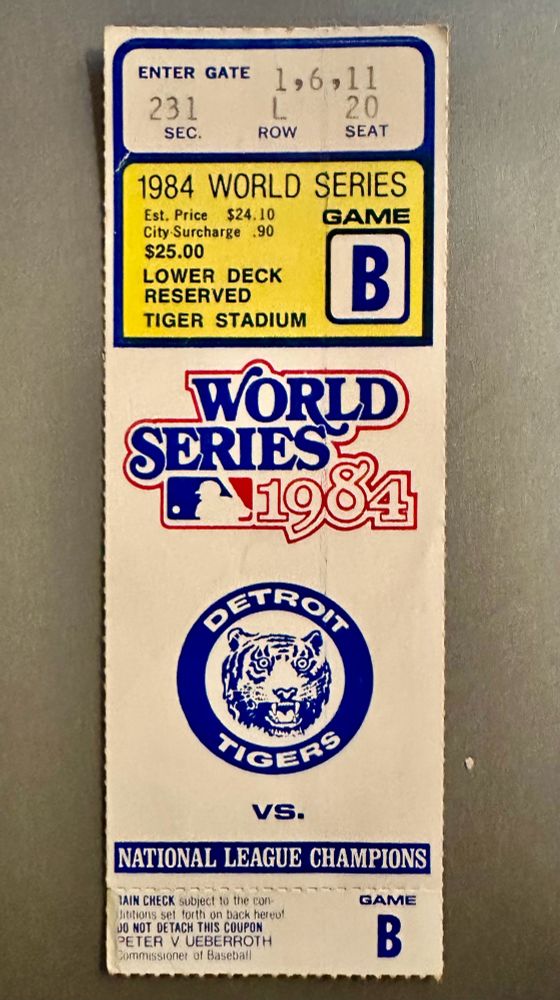 ENTER GATE 1,6,11
231 L 20
SEC. ROW SEAT
1984 WORLD SERIES
Est. Price $24.10
City Surcharge .90
$25.00
LOWER DECK
RESERVED
TIGER STADIUM
GAME
B
WORLD
SERIES
1984
DETROIT
TIGERS
VS.
NATIONAL LEAGUE CHAMPIONS
AIN CHECK subject to the con-
ditions set forth on back hereof
DO NOT DETACH THIS COUPON
PETER V UEBERROTH
Commissioner of Baseball
GAME
B